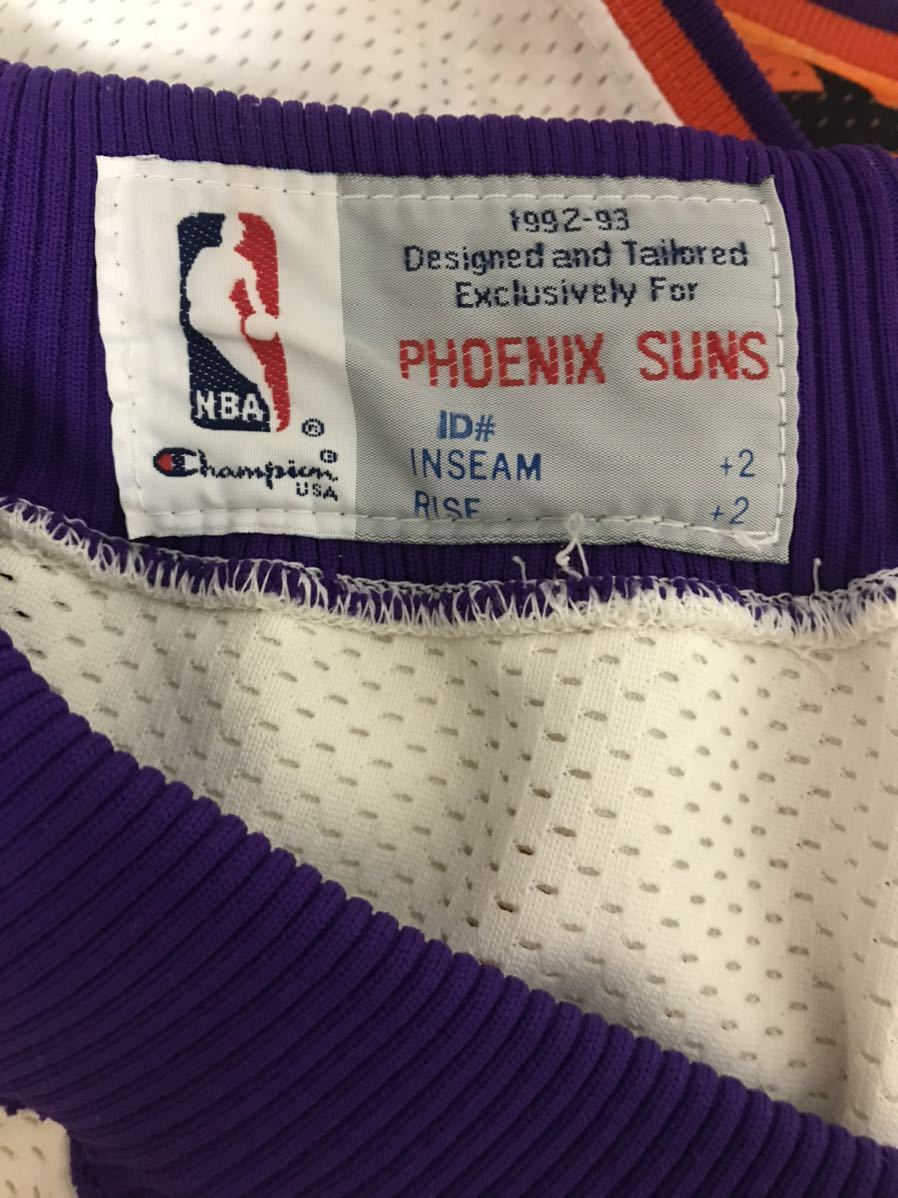 NBA
®
Champion ®
USA
1992-93
Designed and Tailored
Exclusively For
PHOENIX SUNS
ID#
INSEAM +2
RISE +2